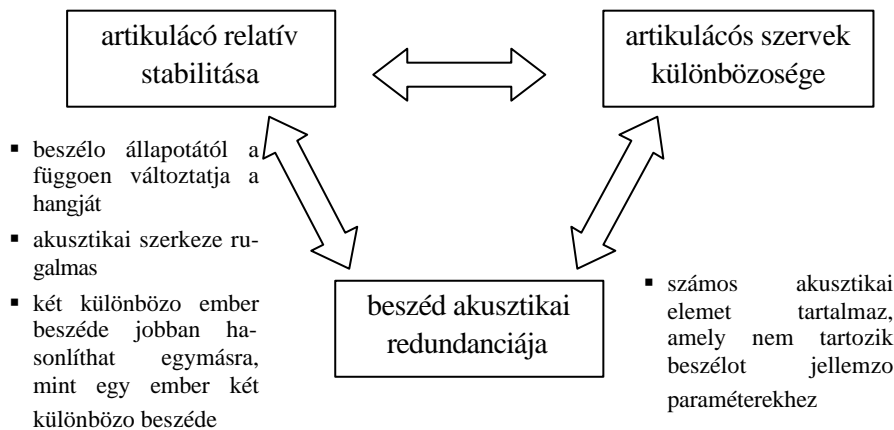 artikulácó relatív
stabilitása
artikulácós szervek
különbözosége
▪ beszélo állapotától a
függoen változtatja a
hangját
▪ akusztikai szerkeze ru-
galmas
▪ két különbözo ember
beszéde jobban ha-
sonlíthat egymásra,
mint egy ember két
különbözo beszéde
beszéd akusztikai
redundanciája
▪ számos akusztikai
elemet tartalmaz,
amely nem tartozik
beszélot jellemzo
paraméterekhez